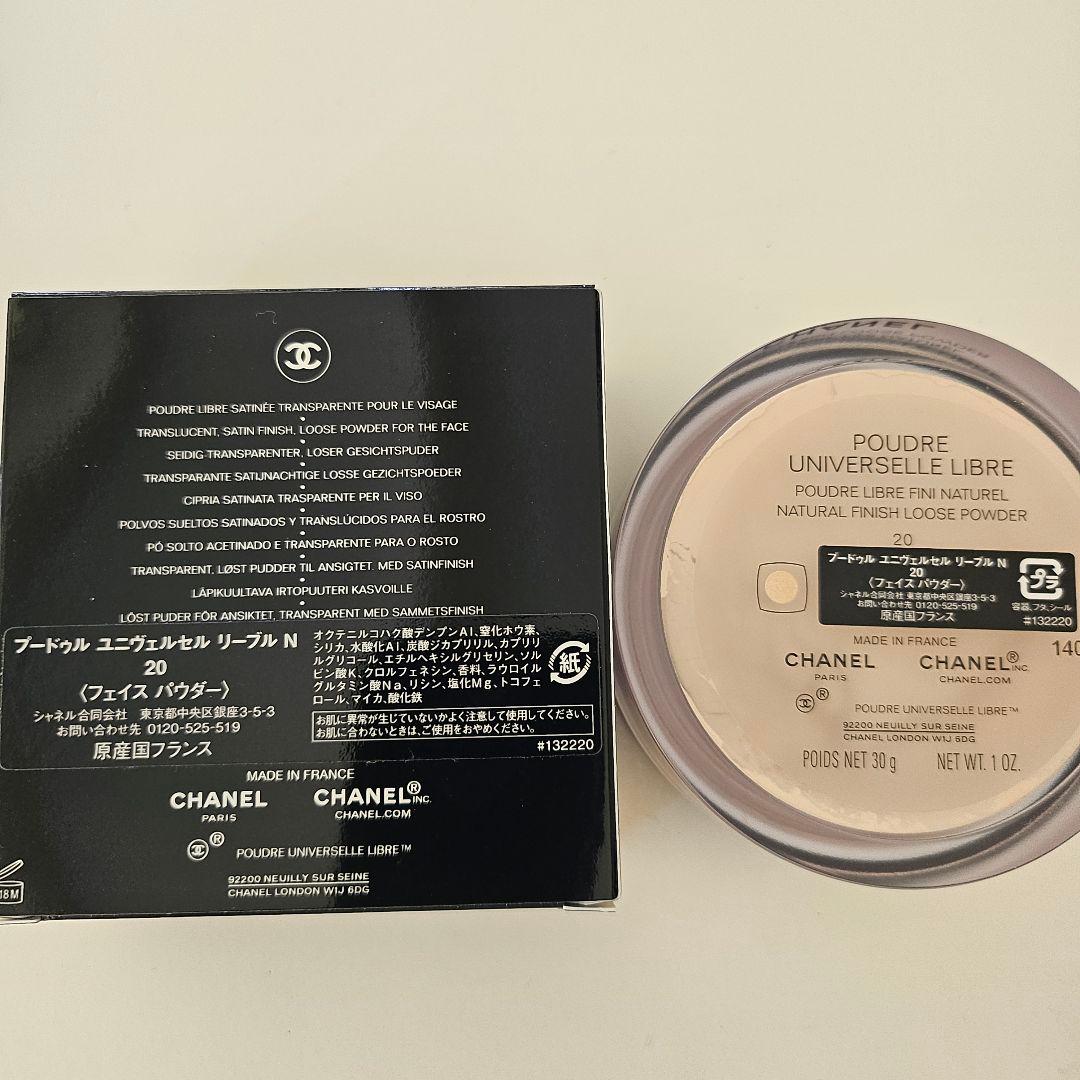 POUDRE LIBRE SATINÉE TRANSPARENTE POUR LE VISAGE
TRANSLUCENT, SATIN FINISH, LOOSE POWDER FOR THE FACE
SEIDIG-TRANSPARENTER, LOSER GESICHTSPUDER
TRANSPARANTE SATIJNACHTIGE LOSSE GEZICHTSPOEDER
CIPRIA SATINATA TRASPARENTE PER IL VISO
POLVOS SUELTOS SATINADOS Y TRANSLÚCIDOS PARA EL ROSTRO
PÓ SOLTO ACETINADO E TRANSPARENTE PARA O ROSTO
TRANSPARENT, LØST PUDDER TIL ANSIGTET. MED SATINFINISH
LÄPIKUULTAVA IRTOPUUTERI KASVOILLE
LÖST PUDER FÖR ANSIKTET, TRANSPARENT MED SAMMETSFINISH
プードゥル ユニヴェルセル リーブル N
20
〈フェイス パウダー〉
シャネル合同会社 東京都中央区銀座3-5-3
お問い合わせ先 0120-525-519
原産国フランス
オクテニルコハク酸デンプンAl、窒化ホウ素、
シリカ、水酸化Al、炭酸ジカプリリル、カプリリ
ルグリコール、エチルヘキシルグリセリン、ソル
ビン酸K、クロルフェネシン、香料、ラウロイル
グルタミン酸Na、リシン、塩化Mg、トコフェ
ロール、マイカ、酸化鉄
紙
お肌に異常が生じていないかよく注意して使用してください。
お肌に合わないときは、ご使用をおやめください。
#132220
MADE IN FRANCE
CHANEL CHANEL® INC.
PARIS CHANEL.COM
® POUDRE UNIVERSELLE LIBRE™
92200 NEUILLY SUR SEINE
CHANEL LONDON W1J 6DG
18M
CHANEL
POUDRE
UNIVERSELLE LIBRE
POUDRE LIBRE FINI NATUREL
NATURAL FINISH LOOSE POWDER
20
プードゥル ユニヴェルセル リーブル N
20
〈フェイス パウダー〉
シャネル合同会社 東京都中央区銀座3-5-3
お問い合わせ先 0120-525-519
原産国フランス
プラ
容器,フタ,シール
#132220
MADE IN FRANCE
140
CHANEL CHANEL® INC.
PARIS CHANEL.COM
®
POUDRE UNIVERSELLE LIBRE™
92200 NEUILLY SUR SEINE
CHANEL LONDON W1J 6DG
POIDS NET 30 g NET WT. 1 OZ.